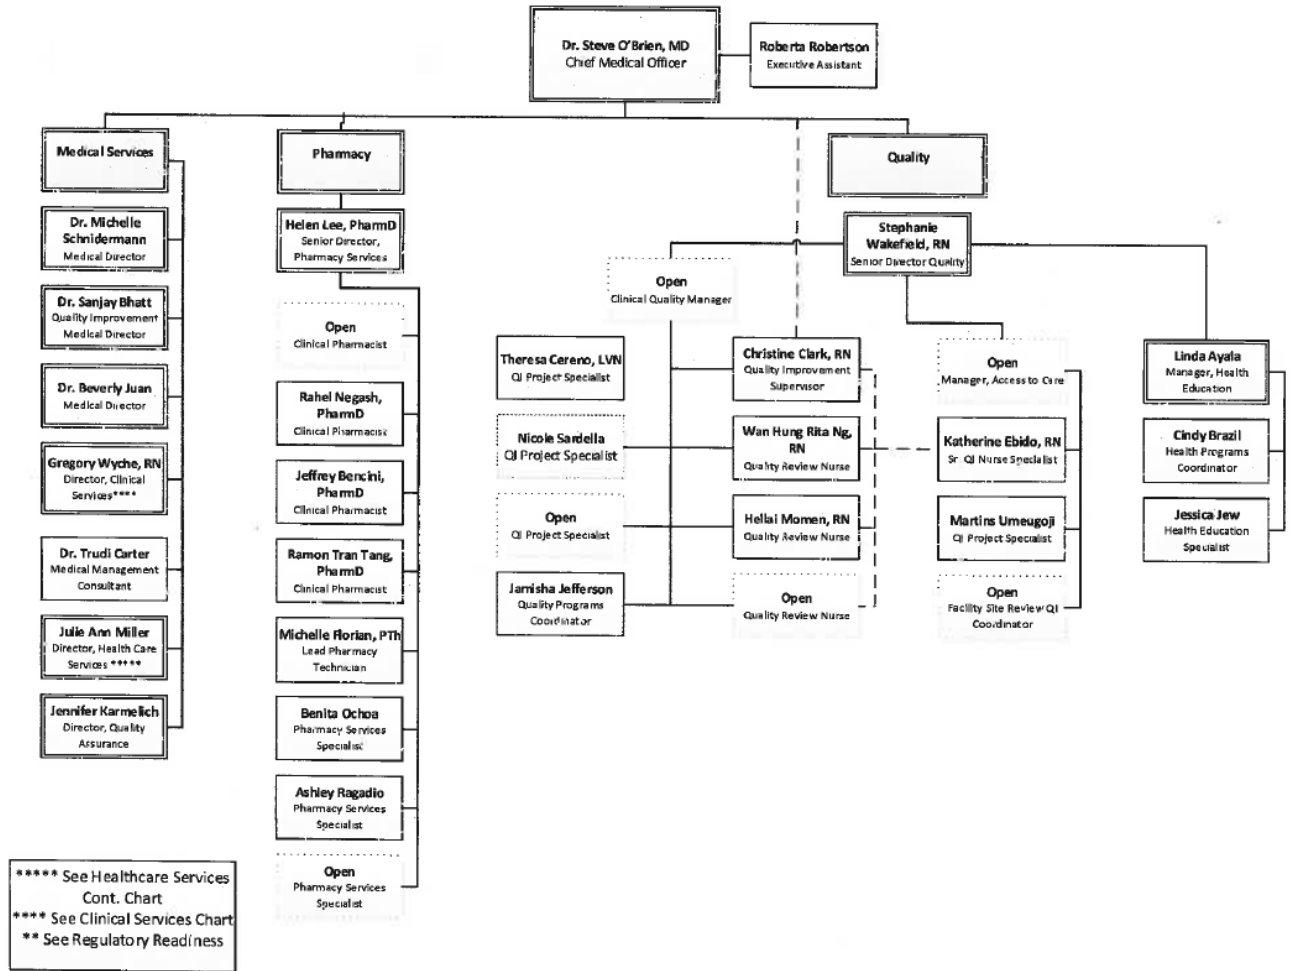 Dr. Steve O'Brien, MD
Chief Medical Officer
Roberta Robertson
Executive Assistant
Medical Services
Dr. Michelle
Schnidermann
Medical Director
Dr. Sanjay Bhatt
Quality Improvement
Medical Director
Dr. Beverly Juan
Medical Director
Gregory Wyche, RN
Director, Clinical
Services****
Dr. Trudi Carter
Medical Management
Consultant
Julie Ann Miller
Director, Health Care
Services *****
Jennifer Karmelich
Director, Quality
Assurance
Pharmacy
Helen Lee, PharmD
Senior Director,
Pharmacy Services
Open
Clinical Pharmacist
Rahel Negash,
PharmD
Clinical Pharmacist
Jeffrey Bencini,
PharmD
Clinical Pharmacist
Ramon Tran Tang,
PharmD
Clinical Pharmacist
Michelle Florian, PTh
Lead Pharmacy
Technician
Benita Ochoa
Pharmacy Services
Specialist
Ashley Ragadio
Pharmacy Services
Specialist
Open
Pharmacy Services
Specialist
Quality
Stephanie
Wakefield, RN
Senior Director Quality
Open
Clinical Quality Manager
Theresa Cereno, LVN
QI Project Specialist
Nicole Sardella
QI Project Specialist
Open
QI Project Specialist
Jamisha Jefferson
Quality Programs
Coordinator
Christine Clark, RN
Quality Improvement
Supervisor
Wan Hung Rita Ng,
RN
Quality Review Nurse
Hellai Momen, RN
Quality Review Nurse
Open
Quality Review Nurse
Open
Manager, Access to Care
Katherine Ebido, RN
Sr. QI Nurse Specialist
Martins Umeugoji
QI Project Specialist
Open
Facility Site Review QI
Coordinator
Linda Ayala
Manager, Health
Education
Cindy Brazil
Health Programs
Coordinator
Jessica Jew
Health Education
Specialist
***** See Healthcare Services
Cont. Chart
**** See Clinical Services Chart
** See Regulatory Readiness